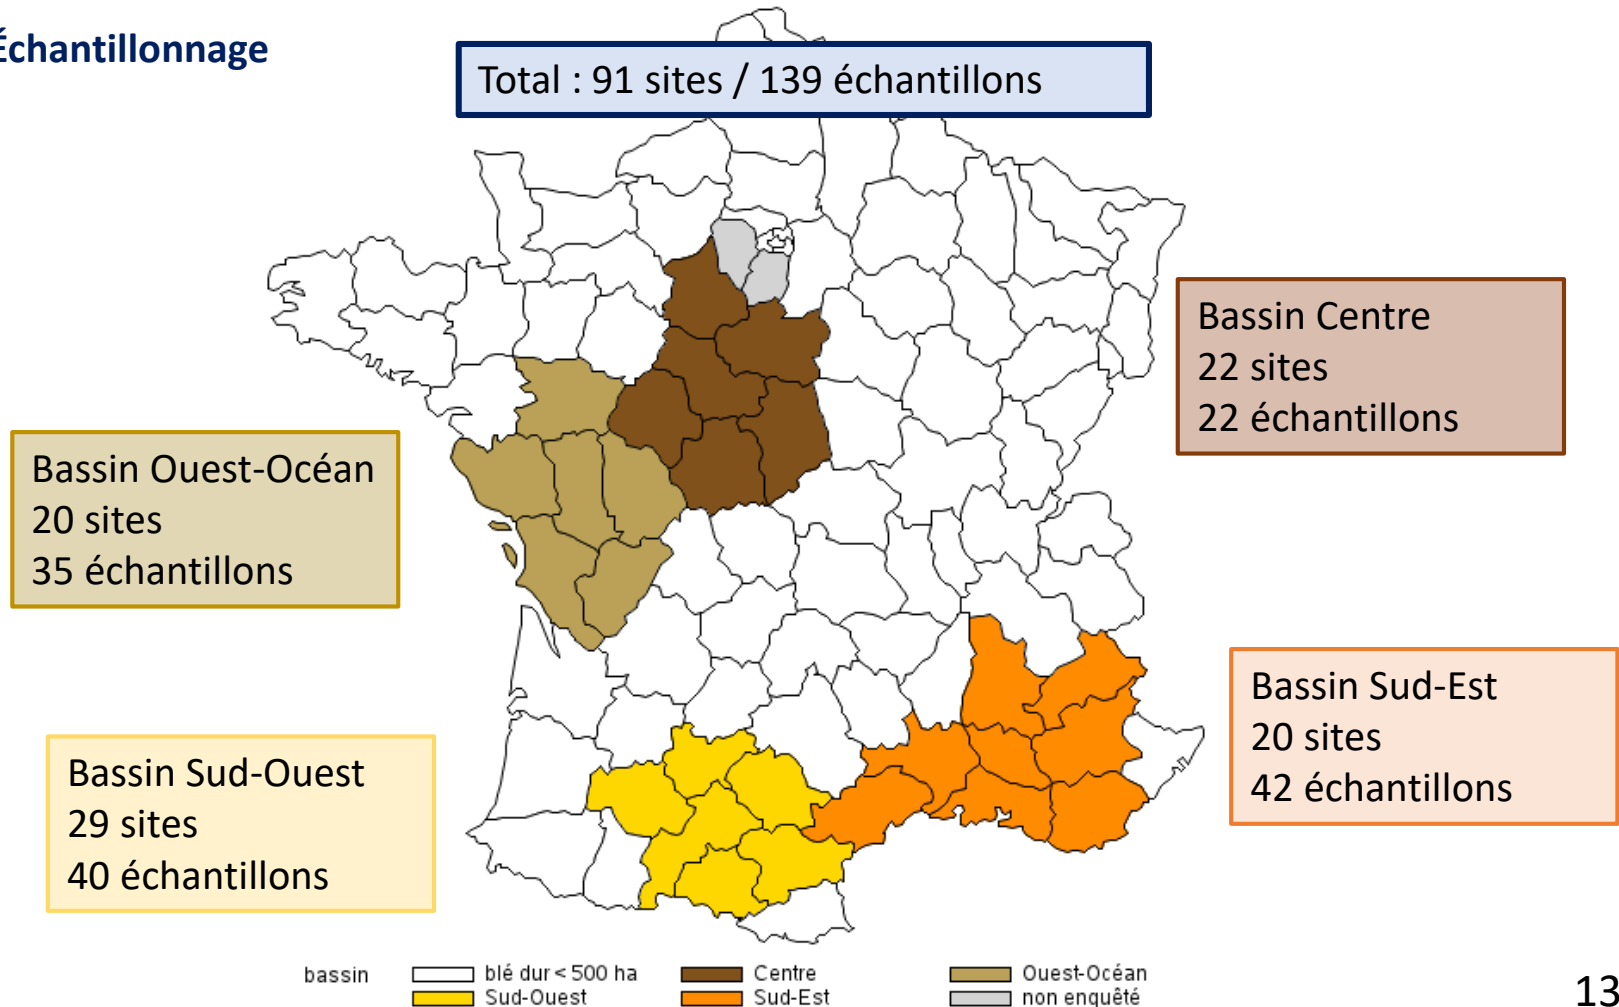 Échantillonnage
Total : 91 sites / 139 échantillons
Bassin Centre
22 sites
22 échantillons
Bassin Ouest-Océan
20 sites
35 échantillons
Bassin Sud-Est
20 sites
42 échantillons
Bassin Sud-Ouest
29 sites
40 échantillons
bassin
blé dur < 500 ha
Centre
Ouest-Océan
Sud-Ouest
Sud-Est
non enquêté
13